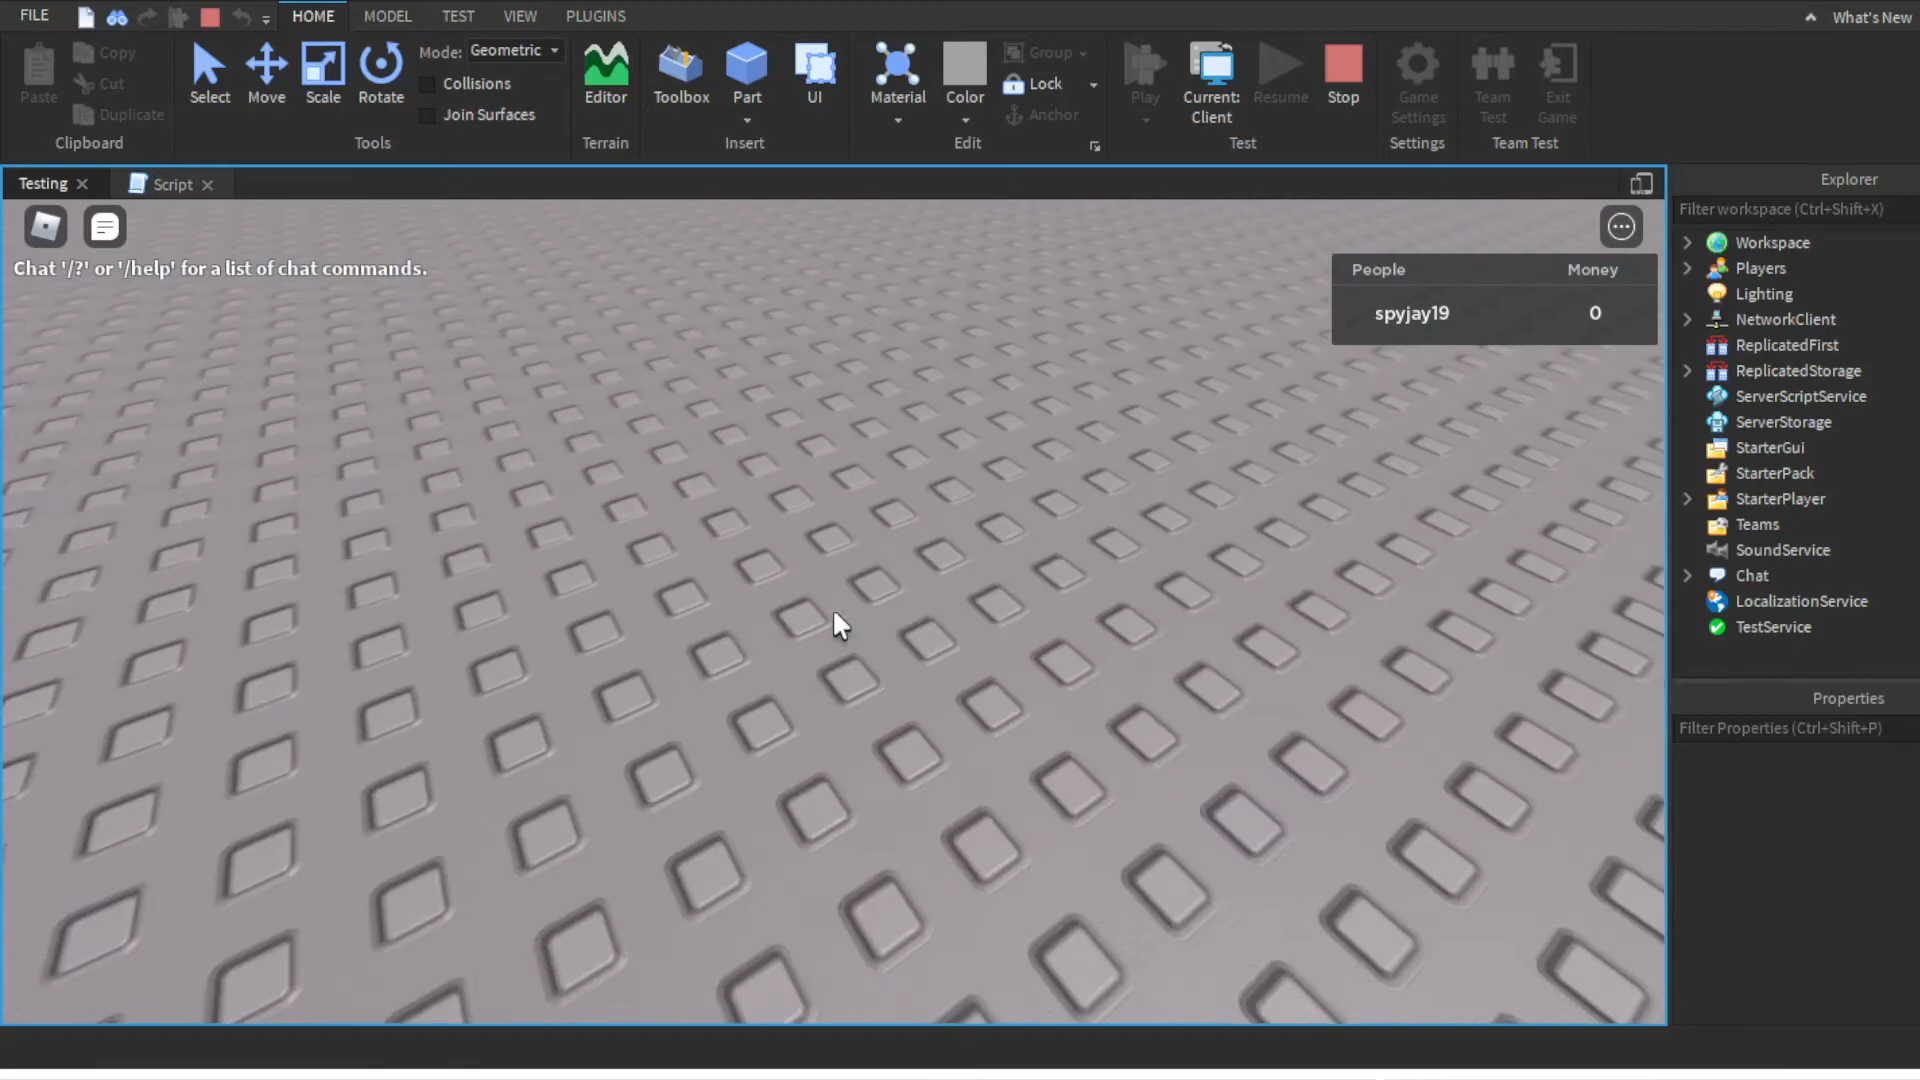 FILE
HOME
MODEL
TEST
VIEW
PLUGINS
What's New
Paste
Copy
Cut
Duplicate
Clipboard
Select
Move
Scale
Rotate
Mode: Geometric
Collisions
Join Surfaces
Tools
Editor
Terrain
Toolbox
Part
UI
Insert
Material
Color
Group
Lock
Anchor
Edit
Play
Current:
Client
Resume
Stop
Test
Game
Settings
Settings
Team
Test
Exit
Game
Team Test
Testing
Script
Chat '/?' or '/help' for a list of chat commands.
People Money
spyjay19 0
Explorer
Filter workspace (Ctrl+Shift+X)
Workspace
Players
Lighting
NetworkClient
ReplicatedFirst
ReplicatedStorage
ServerScriptService
ServerStorage
StarterGui
StarterPack
StarterPlayer
Teams
SoundService
Chat
LocalizationService
TestService
Properties
Filter Properties (Ctrl+Shift+P)